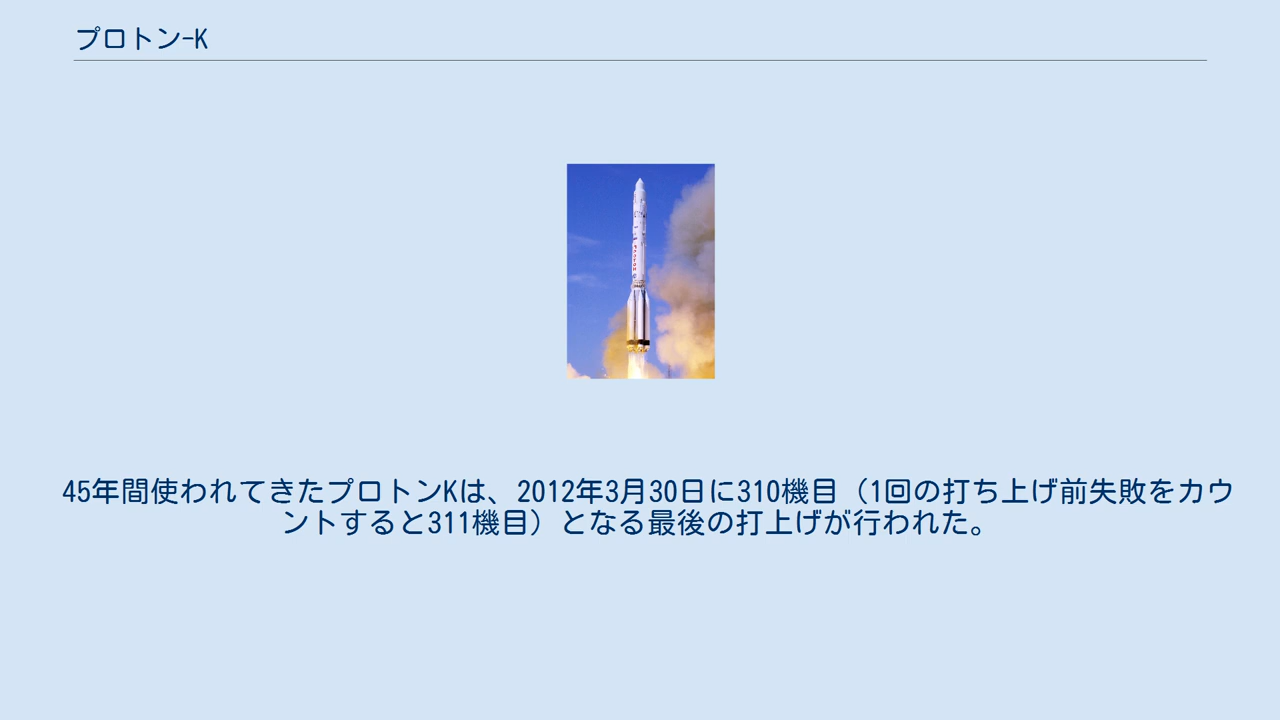 プロトン-K
45年間使われてきたプロトンKは、2012年3月30日に310機目（1回の打ち上げ前失敗をカウ
ントすると311機目）となる最後の打上げが行われた。